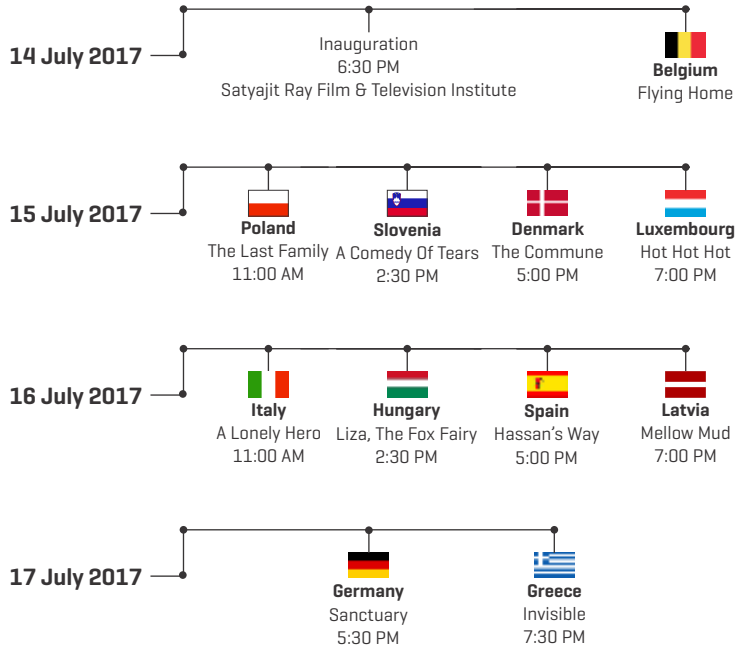 14 July 2017
Inauguration
6:30 PM
Satyajit Ray Film & Television Institute
Belgium
Flying Home
15 July 2017
Poland
The Last Family
11:00 AM
Slovenia
A Comedy Of Tears
2:30 PM
Denmark
The Commune
5:00 PM
Luxembourg
Hot Hot Hot
7:00 PM
16 July 2017
Italy
A Lonely Hero
11:00 AM
Hungary
Liza, The Fox Fairy
2:30 PM
Spain
Hassan's Way
5:00 PM
Latvia
Mellow Mud
7:00 PM
17 July 2017
Germany
Sanctuary
5:30 PM
Greece
Invisible
7:30 PM